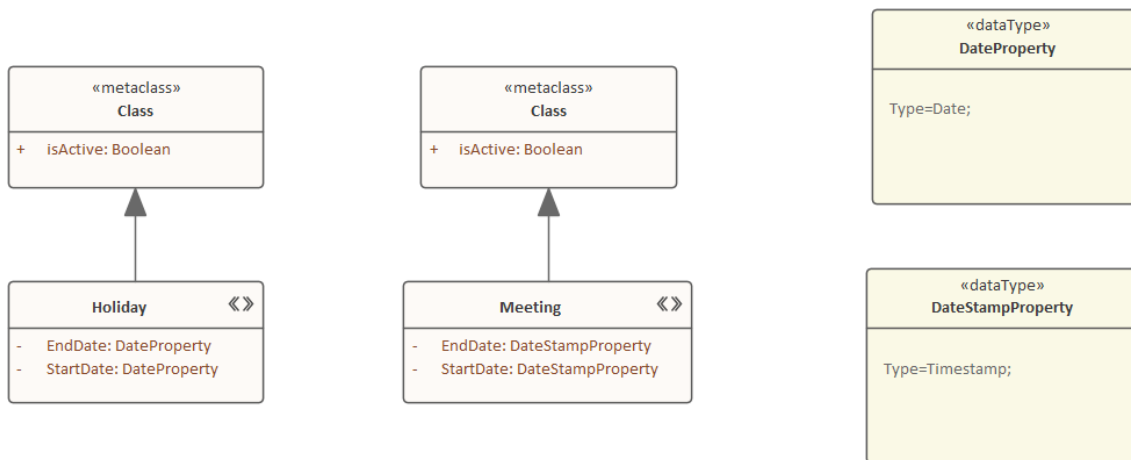 «metaclass»
Class
+ isActive: Boolean
Holiday
- EndDate: DateProperty
- StartDate: DateProperty
«metaclass»
Class
+ isActive: Boolean
Meeting
- EndDate: DateStampProperty
- StartDate: DateStampProperty
«dataType»
DateProperty
Type=Date;
«dataType»
DateStampProperty
Type=Timestamp;